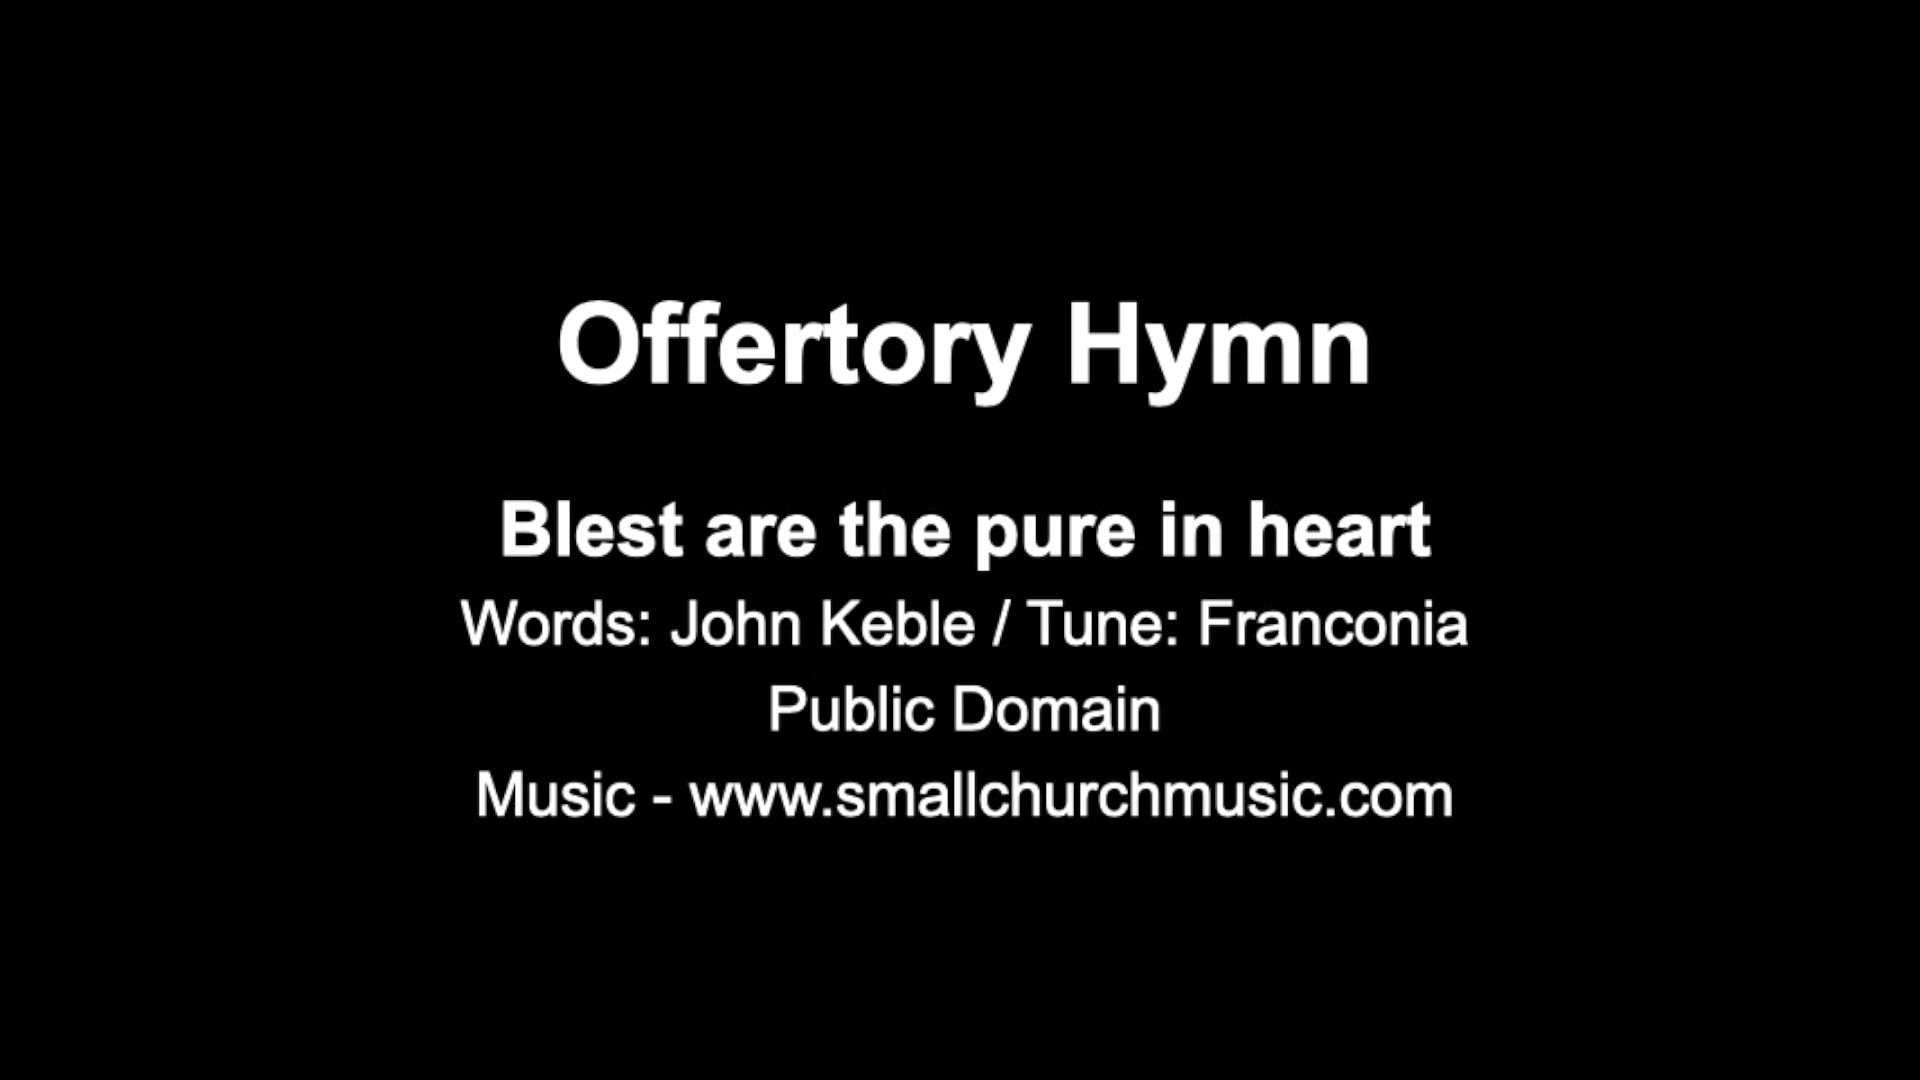 Offertory Hymn
Blest are the pure in heart
Words: John Keble / Tune: Franconia
Public Domain
Music - www.smallchurchmusic.com